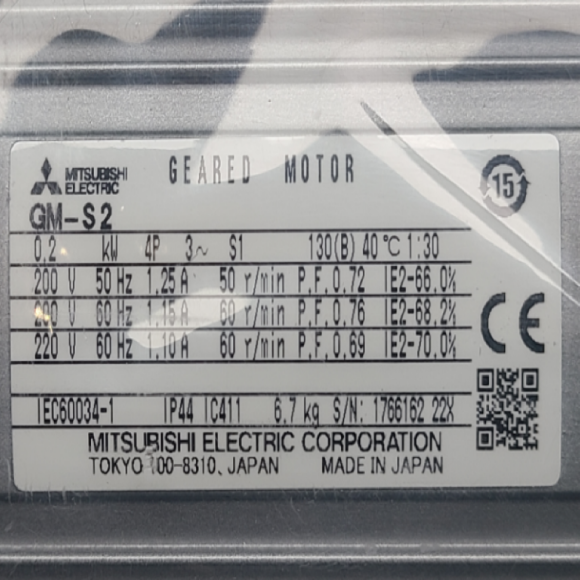 MITSUBISHI ELECTRIC
GEARED MOTOR
15
GM-S2
0.2 kW 4P 3~ S1 130(B) 40℃ 1:30
200 V 50 Hz 1.25 A 50 r/min P.F. 0.72 IE2-66.0%
200 V 60 Hz 1.15 A 60 r/min P.F. 0.76 IE2-68.2%
220 V 60 Hz 1.10 A 60 r/min P.F. 0.69 IE2-70.0%
CE
IEC60034-1 IP44 IC411 6.7 kg S/N: 1766162 22X
MITSUBISHI ELECTRIC CORPORATION
TOKYO 100-8310, JAPAN MADE IN JAPAN